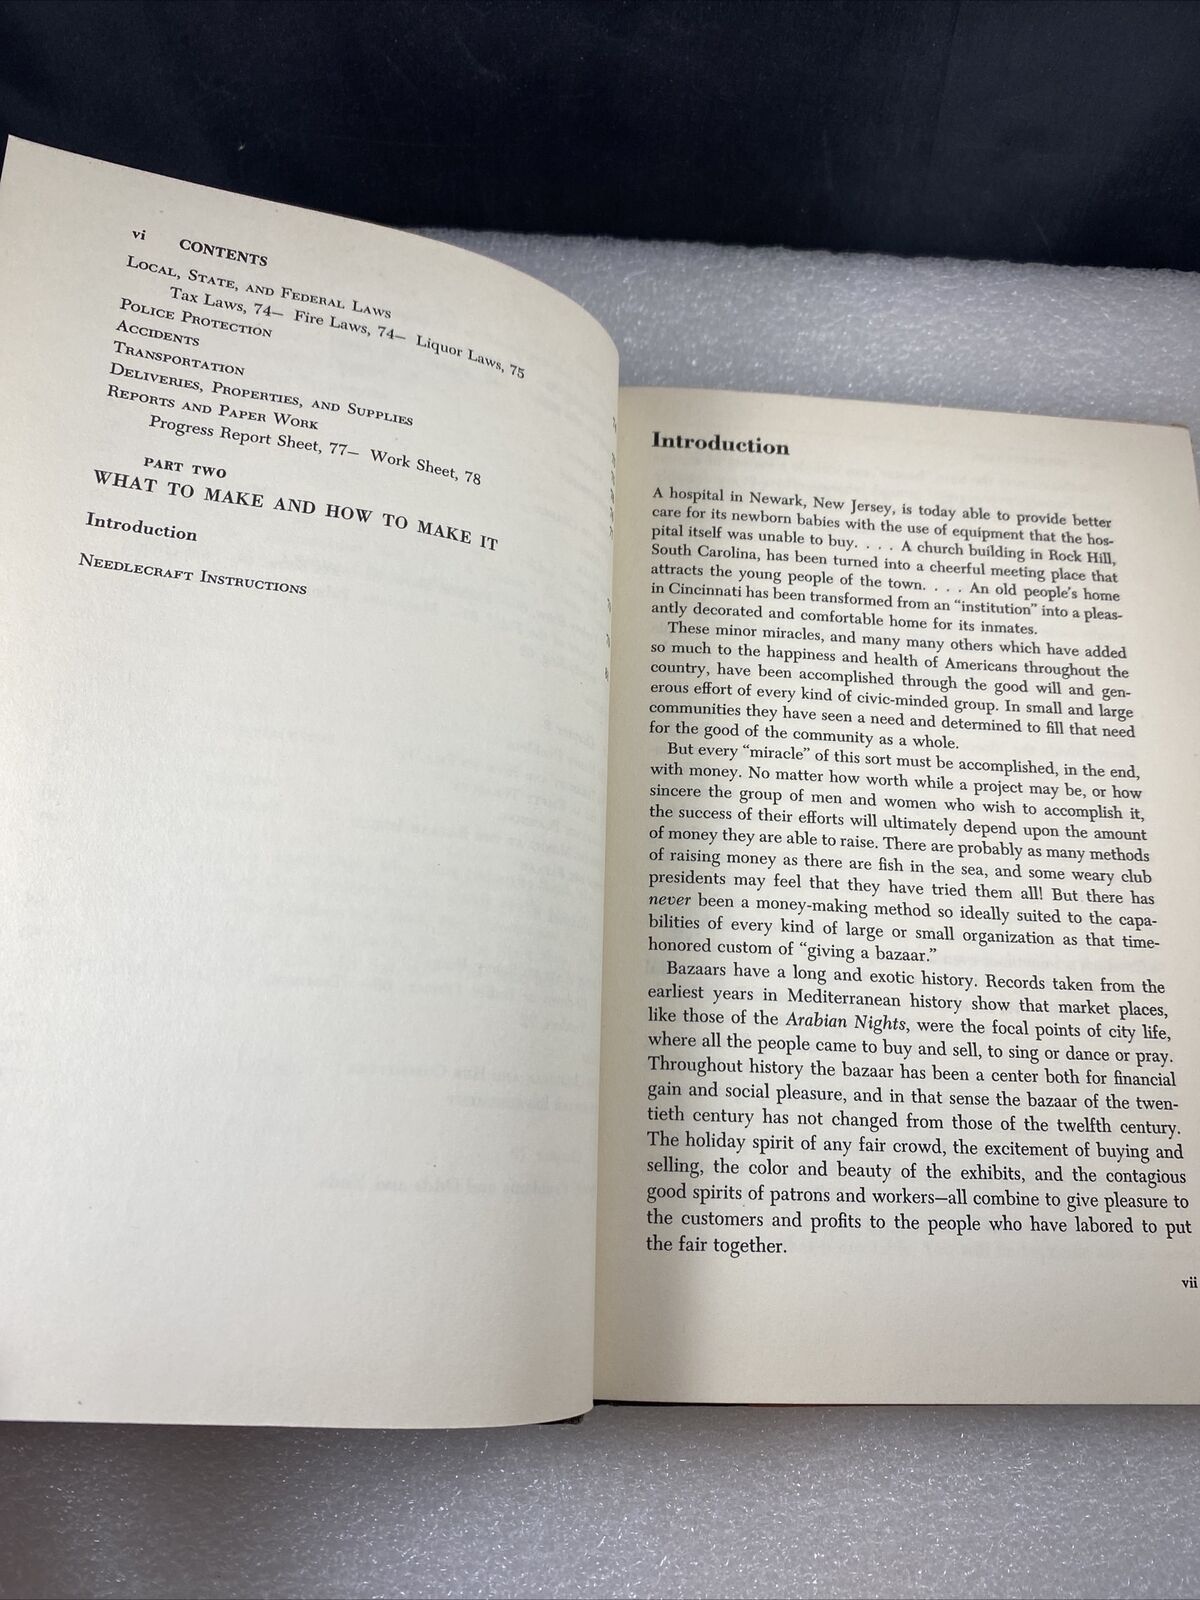 vi CONTENTS
LOCAL, STATE, AND FEDERAL LAWS
Tax Laws, 74— Fire Laws, 74— Liquor Laws, 75
POLICE PROTECTION
ACCIDENTS
TRANSPORTATION
DELIVERIES, PROPERTIES, AND SUPPLIES
REPORTS AND PAPER WORK
Progress Report Sheet, 77— Work Sheet, 78
PART TWO
WHAT TO MAKE AND HOW TO MAKE IT
Introduction
NEEDLECRAFT INSTRUCTIONS
Introduction
A hospital in Newark, New Jersey, is today able to provide better
care for its newborn babies with the use of equipment that the hos-
pital itself was unable to buy. . . . A church building in Rock Hill,
South Carolina, has been turned into a cheerful meeting place that
attracts the young people of the town. . . . An old people's home
in Cincinnati has been transformed from an "institution" into a pleas-
antly decorated and comfortable home for its inmates.
These minor miracles, and many many others which have added
so much to the happiness and health of Americans throughout the
country, have been accomplished through the good will and gen-
erous effort of every kind of civic-minded group. In small and large
communities they have seen a need and determined to fill that need
for the good of the community as a whole.
But every "miracle" of this sort must be accomplished, in the end,
with money. No matter how worth while a project may be, or how
sincere the group of men and women who wish to accomplish it,
the success of their efforts will ultimately depend upon the amount
of money they are able to raise. There are probably as many methods
of raising money as there are fish in the sea, and some weary club
presidents may feel that they have tried them all! But there has
never been a money-making method so ideally suited to the capa-
bilities of every kind of large or small organization as that time-
honored custom of "giving a bazaar."
Bazaars have a long and exotic history. Records taken from the
earliest years in Mediterranean history show that market places,
like those of the Arabian Nights, were the focal points of city life,
where all the people came to buy and sell, to sing or dance or pray.
Throughout history the bazaar has been a center both for financial
gain and social pleasure, and in that sense the bazaar of the twen-
tieth century has not changed from those of the twelfth century.
The holiday spirit of any fair crowd, the excitement of buying and
selling, the color and beauty of the exhibits, and the contagious
good spirits of patrons and workers—all combine to give pleasure to
the customers and profits to the people who have labored to put
the fair together.
vii